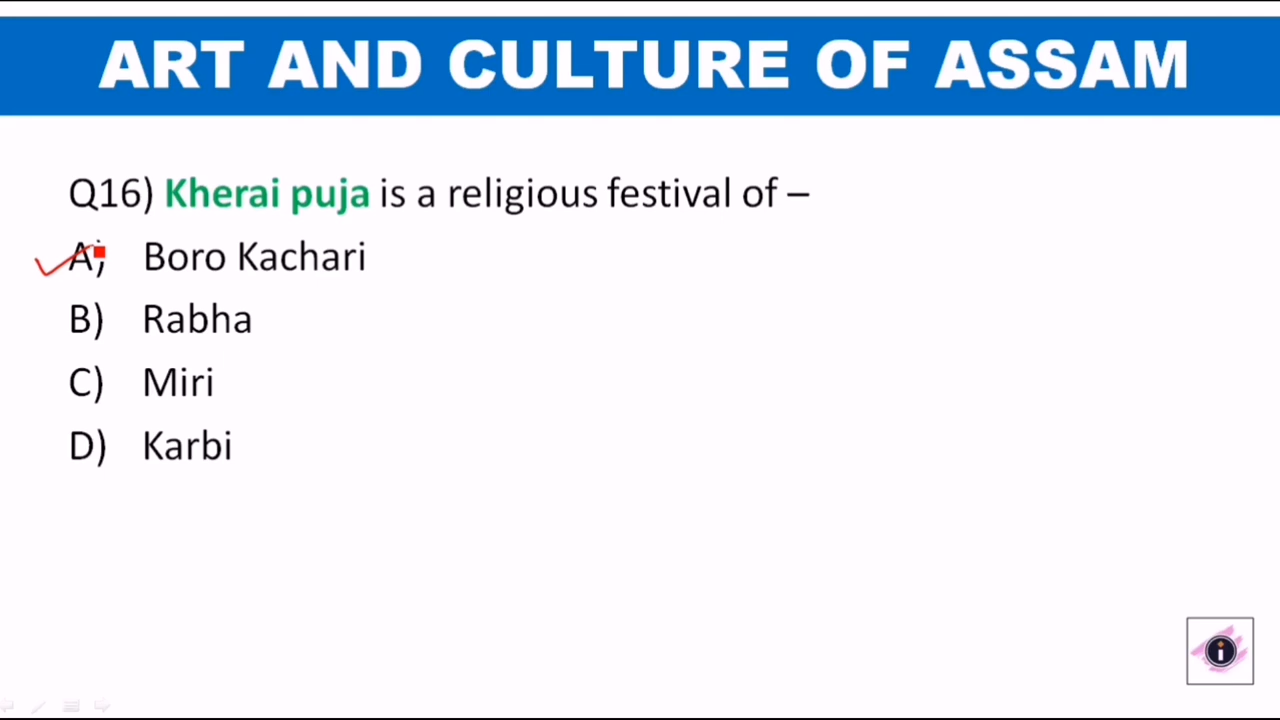 ART AND CULTURE OF ASSAM
Q16) Kherai puja is a religious festival of –
A) Boro Kachari
B) Rabha
C) Miri
D) Karbi
i